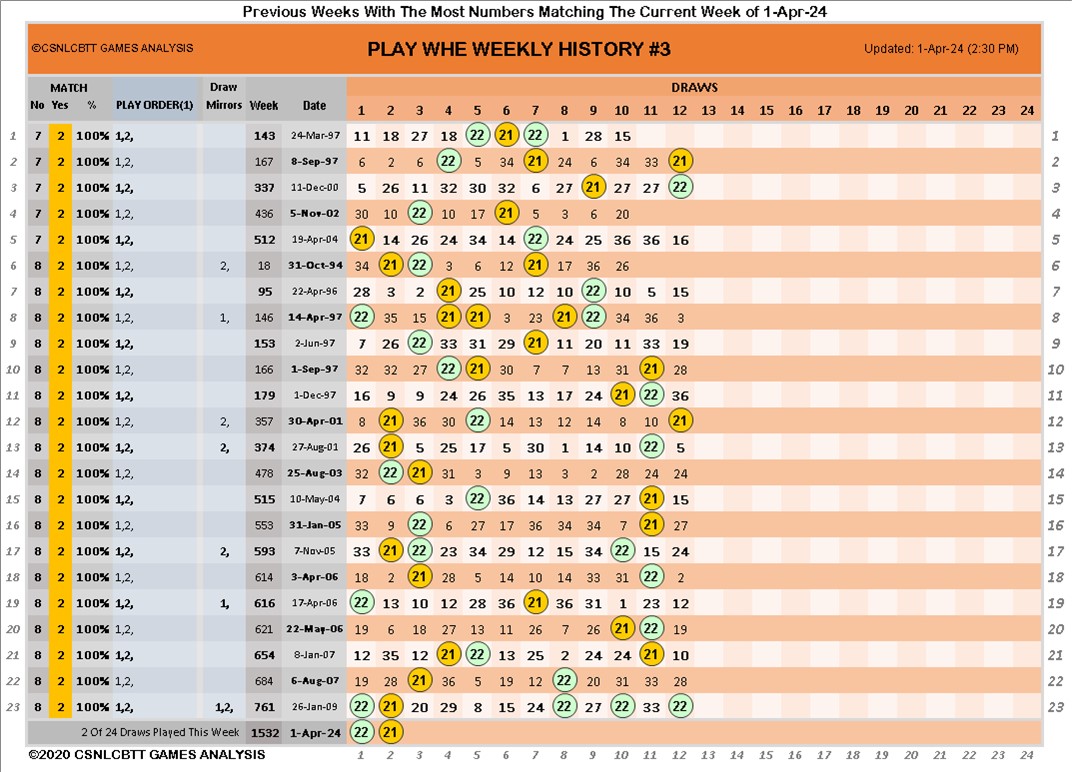 Previous Weeks With The Most Numbers Matching The Current Week of 1-Apr-24
©CSNLCBTT GAMES ANALYSIS PLAY WHE WEEKLY HISTORY #3 Updated: 1-Apr-24 (2:30 PM)
MATCH Draw DRAWS
No Yes % PLAY ORDER(1) Mirrors Week Date 1 2 3 4 5 6 7 8 9 10 11 12 13 14 15 16 17 18 19 20 21 22 23 24
1 7 2 100% 1,2, 143 24-Mar-97 11 18 27 18 22 21 22 1 28 15 1
2 7 2 100% 1,2, 167 8-Sep-97 6 2 6 22 5 34 21 24 6 34 33 21 2
3 7 2 100% 1,2, 337 11-Dec-00 5 26 11 32 30 32 6 27 21 27 27 22 3
4 7 2 100% 1,2, 436 5-Nov-02 30 10 22 10 17 21 5 3 6 20 4
5 7 2 100% 1,2, 512 19-Apr-04 21 14 26 24 34 14 22 24 25 36 36 16 5
6 8 2 100% 1,2, 2, 18 31-Oct-94 34 21 22 3 6 12 21 17 36 26 6
7 8 2 100% 1,2, 95 22-Apr-96 28 3 2 21 25 10 12 10 22 10 5 15 7
8 8 2 100% 1,2, 1, 146 14-Apr-97 22 35 15 21 21 3 23 21 22 34 36 3 8
9 8 2 100% 1,2, 153 2-Jun-97 7 26 22 33 31 29 21 11 20 11 33 19 9
10 8 2 100% 1,2, 166 1-Sep-97 32 32 27 22 21 30 7 7 13 31 21 28 10
11 8 2 100% 1,2, 179 1-Dec-97 16 9 9 24 26 35 13 17 24 21 22 36 11
12 8 2 100% 1,2, 2, 357 30-Apr-01 8 21 36 30 22 14 13 12 14 8 10 21 12
13 8 2 100% 1,2, 2, 374 27-Aug-01 26 21 5 25 17 5 30 1 14 10 22 5 13
14 8 2 100% 1,2, 478 25-Aug-03 32 22 21 31 3 9 13 3 2 28 24 24 14
15 8 2 100% 1,2, 515 10-May-04 7 6 6 3 22 36 14 13 27 27 21 15 15
16 8 2 100% 1,2, 553 31-Jan-05 33 9 22 6 27 17 36 34 34 7 21 27 16
17 8 2 100% 1,2, 2, 593 7-Nov-05 33 21 22 23 34 29 12 15 34 22 15 24 17
18 8 2 100% 1,2, 614 3-Apr-06 18 2 21 28 5 14 10 14 33 31 22 2 18
19 8 2 100% 1,2, 1, 616 17-Apr-06 22 13 10 12 28 36 21 36 31 1 23 12 19
20 8 2 100% 1,2, 621 22-May-06 19 6 18 27 13 11 26 7 26 21 22 19 20
21 8 2 100% 1,2, 654 8-Jan-07 12 35 12 21 22 13 25 2 24 24 21 10 21
22 8 2 100% 1,2, 684 6-Aug-07 19 28 21 36 5 19 12 22 20 31 33 28 22
23 8 2 100% 1,2, 1,2, 761 26-Jan-09 22 21 20 29 8 15 24 22 27 22 33 22 23
2 Of 24 Draws Played This Week 1532 1-Apr-24 22 21
©2020 CSNLCBTT GAMES ANALYSIS 1 2 3 4 5 6 7 8 9 10 11 12 13 14 15 16 17 18 19 20 21 22 23 24